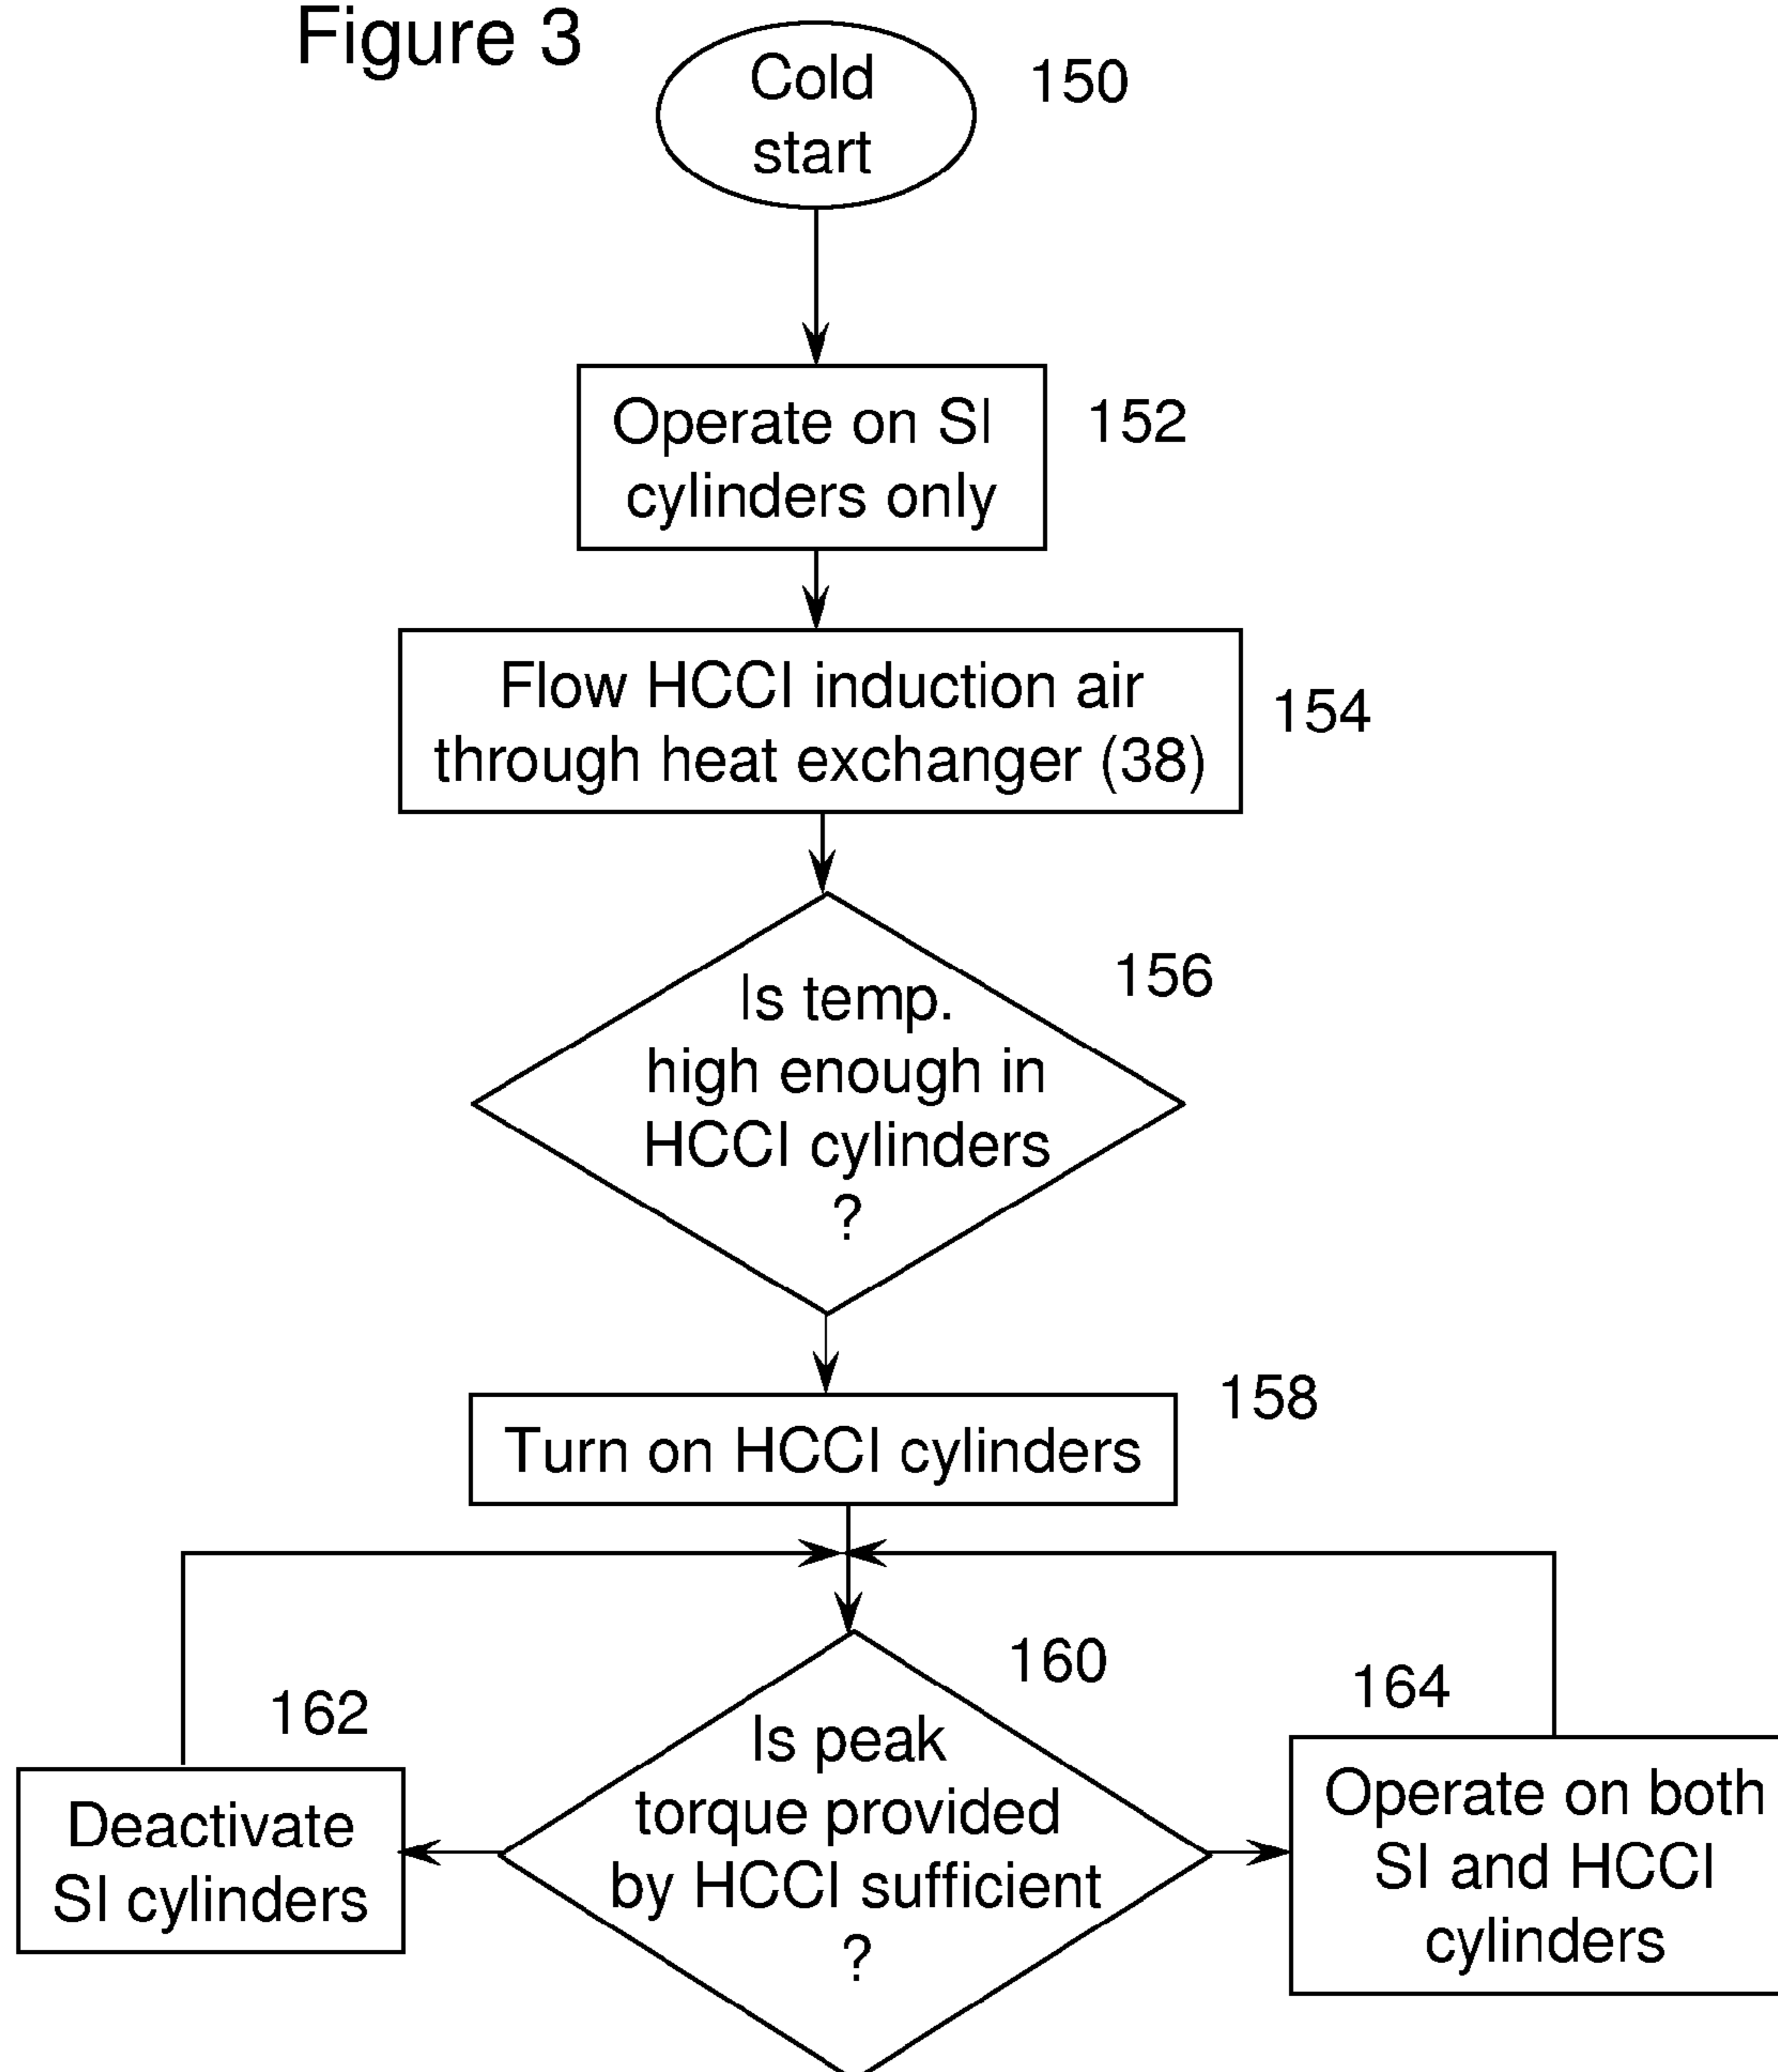 Figure 3
Cold
start
150
Operate on SI
cylinders only
152
Flow HCCI induction air
through heat exchanger (38)
154
Is temp.
high enough in
HCCI cylinders
?
156
Turn on HCCI cylinders
158
160
Is peak
torque provided
by HCCI sufficient
?
162
Deactivate
SI cylinders
164
Operate on both
SI and HCCI
cylinders